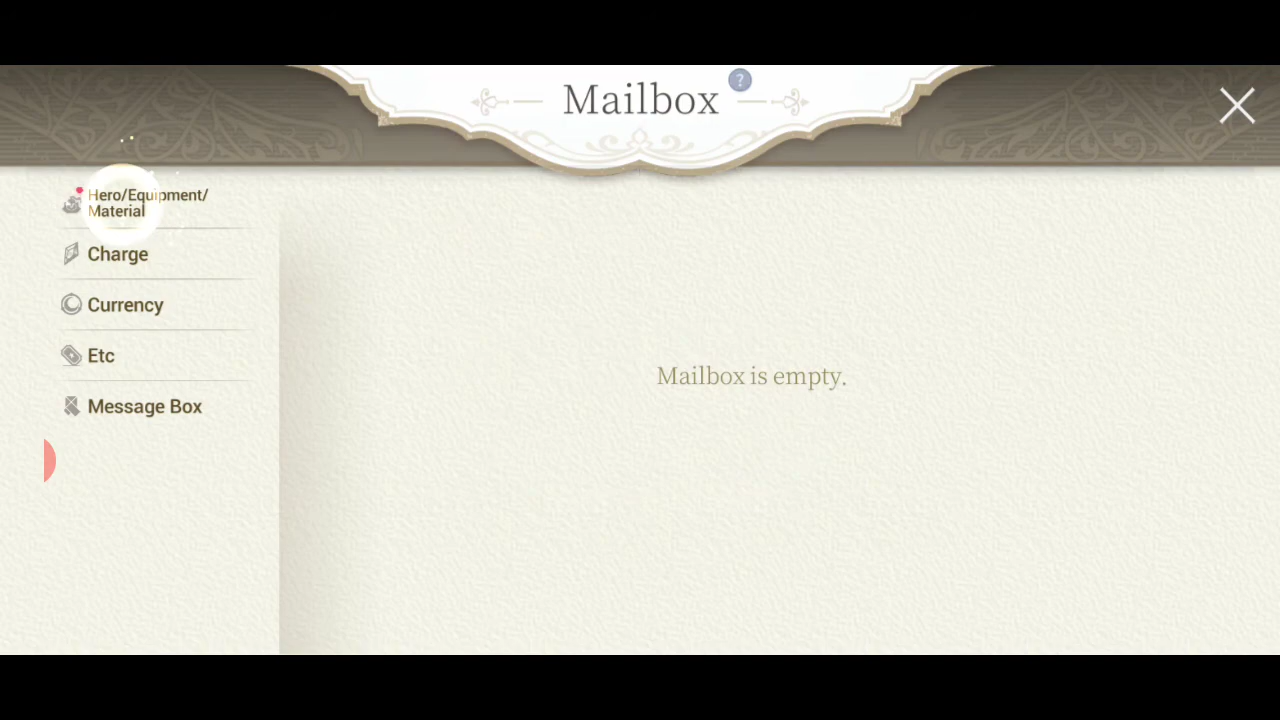 Mailbox
?
Hero/Equipment/
Material
Charge
Currency
Etc
Message Box
Mailbox is empty.